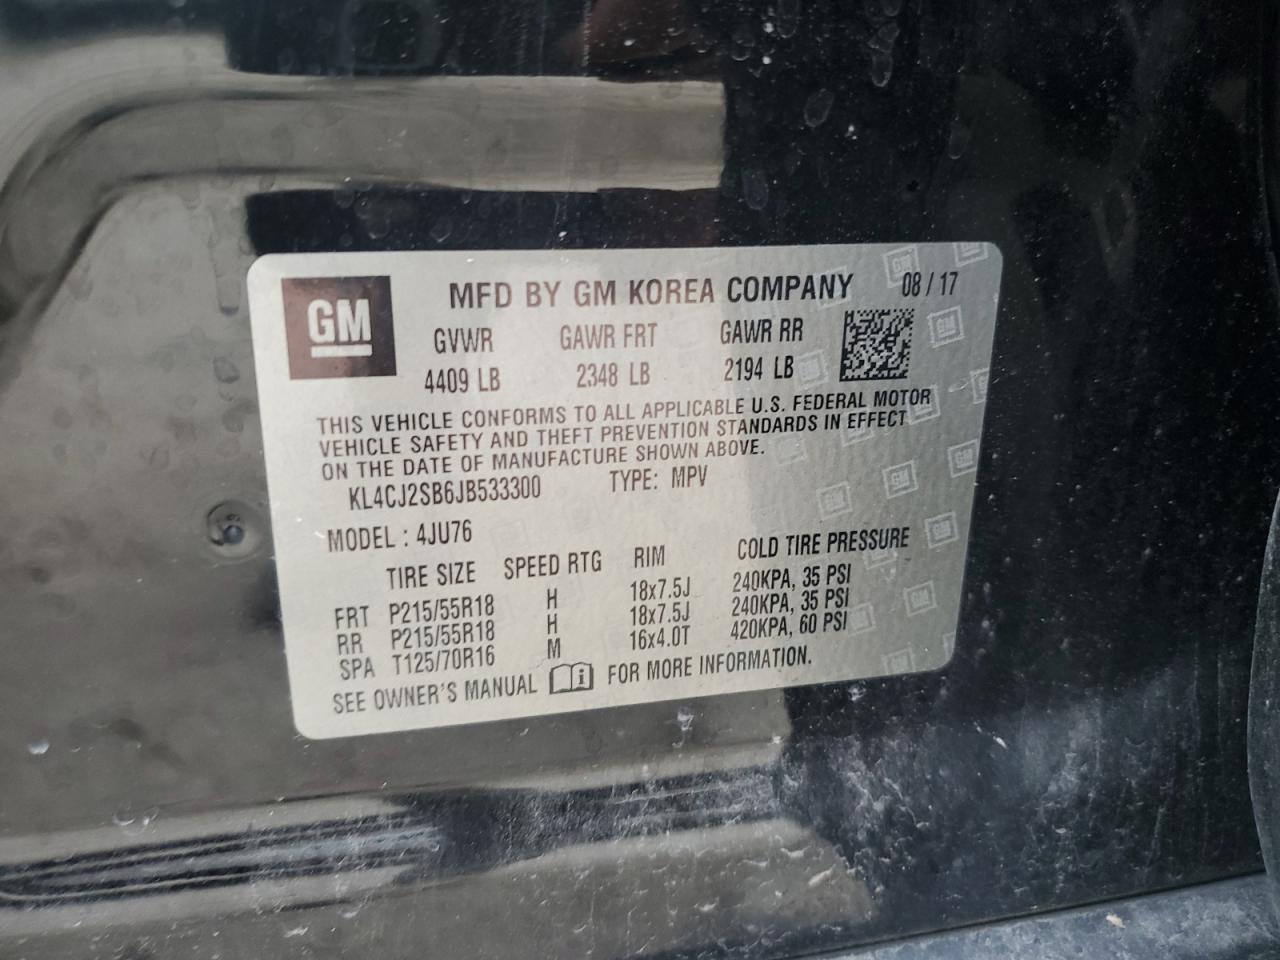 GM
MFD BY GM KOREA COMPANY 08 / 17
GVWR GAWR FRT GAWR RR
4409 LB 2348 LB 2194 LB
THIS VEHICLE CONFORMS TO ALL APPLICABLE U.S. FEDERAL MOTOR
VEHICLE SAFETY AND THEFT PREVENTION STANDARDS IN EFFECT
ON THE DATE OF MANUFACTURE SHOWN ABOVE.
KL4CJ2SB6JB533300 TYPE: MPV
MODEL : 4JU76
TIRE SIZE SPEED RTG RIM COLD TIRE PRESSURE
FRT P215/55R18 H 18x7.5J 240KPA, 35 PSI
RR P215/55R18 H 18x7.5J 240KPA, 35 PSI
SPA T125/70R16 M 16x4.0T 420KPA, 60 PSI
SEE OWNER'S MANUAL i FOR MORE INFORMATION.